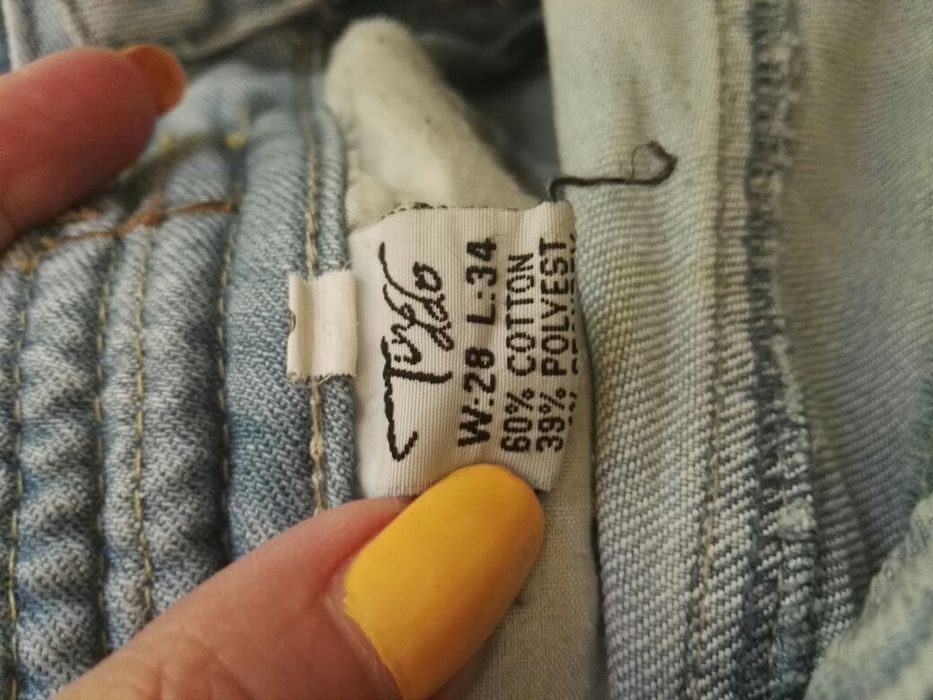 W:28 L:34
60% COTTON
39% POLYEST